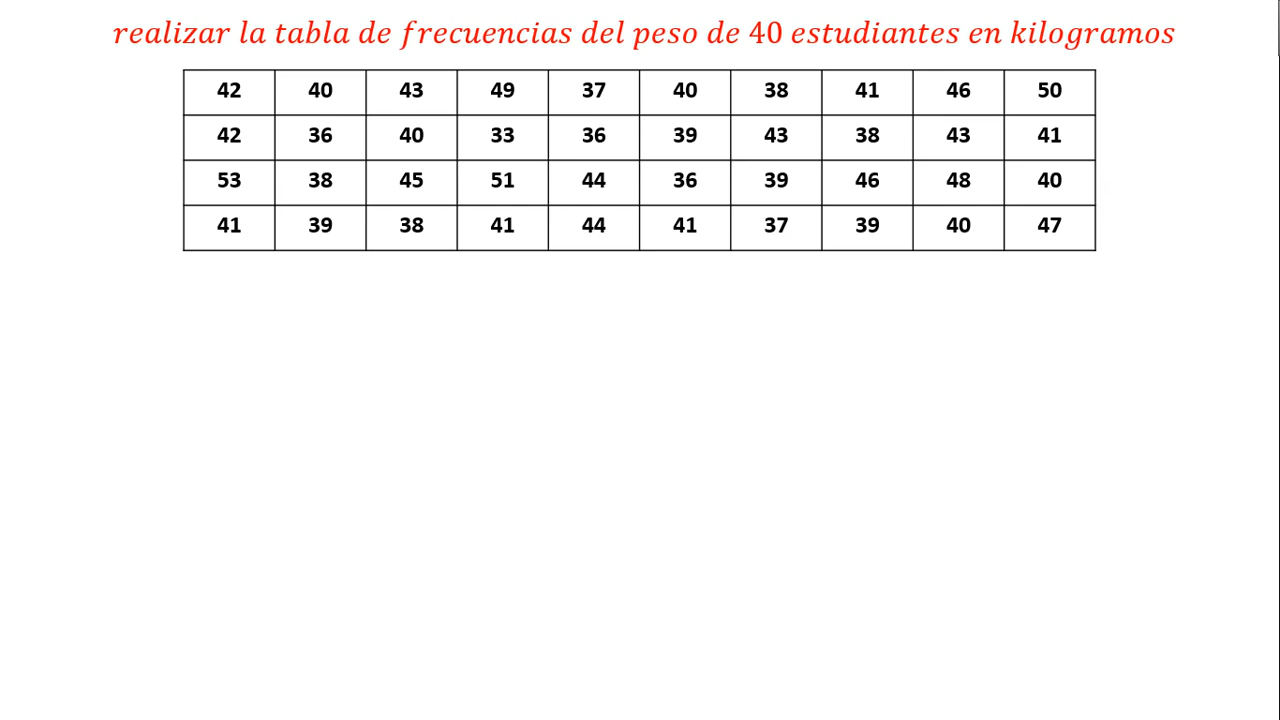 realizar la tabla de frecuencias del peso de 40 estudiantes en kilogramos
42 40 43 49 37 40 38 41 46 50
42 36 40 33 36 39 43 38 43 41
53 38 45 51 44 36 39 46 48 40
41 39 38 41 44 41 37 39 40 47